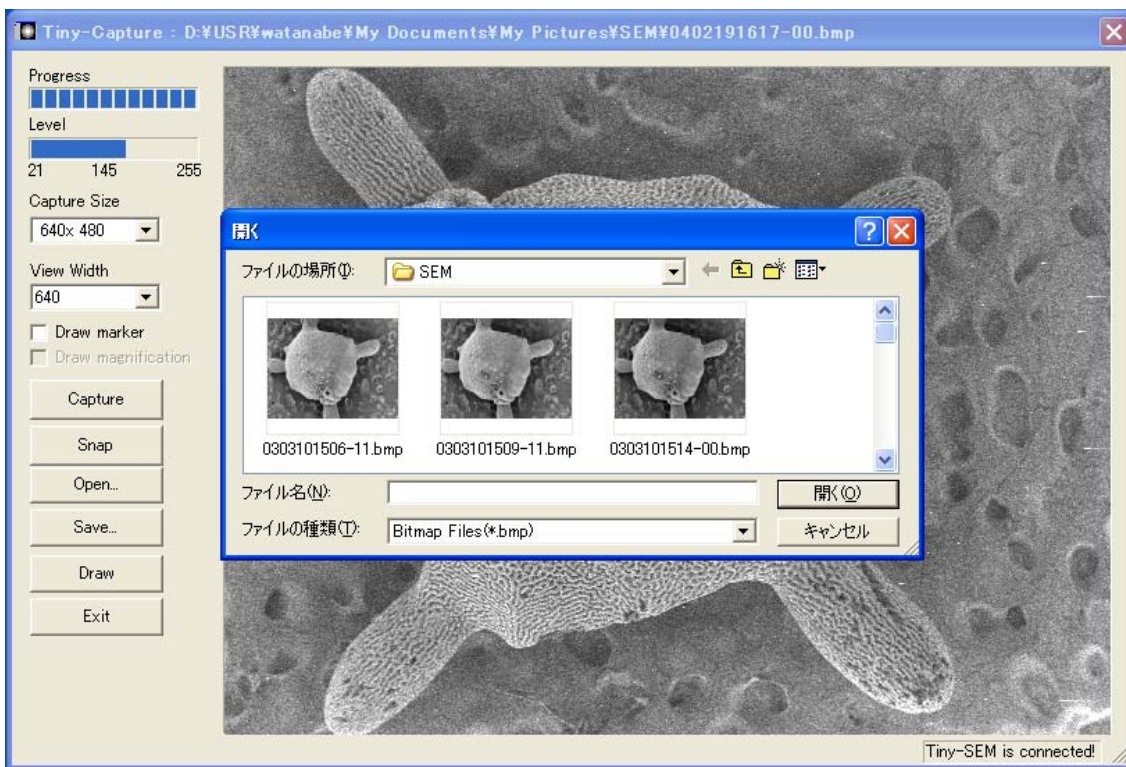 Tiny-Capture : D:¥USR¥watanabe¥My Documents¥My Pictures¥SEM¥0402191617-00.bmp
Progress
Level
21 145 255
Capture Size
640x 480
View Width
640
Draw marker
Draw magnification
Capture
Snap
Open...
Save...
Draw
Exit
開く
ファイルの場所(I):
SEM
0303101506-11.bmp
0303101509-11.bmp
0303101514-00.bmp
ファイル名(N):
開く(O)
ファイルの種類(T):
Bitmap Files(*.bmp)
キャンセル
Tiny-SEM is connected!